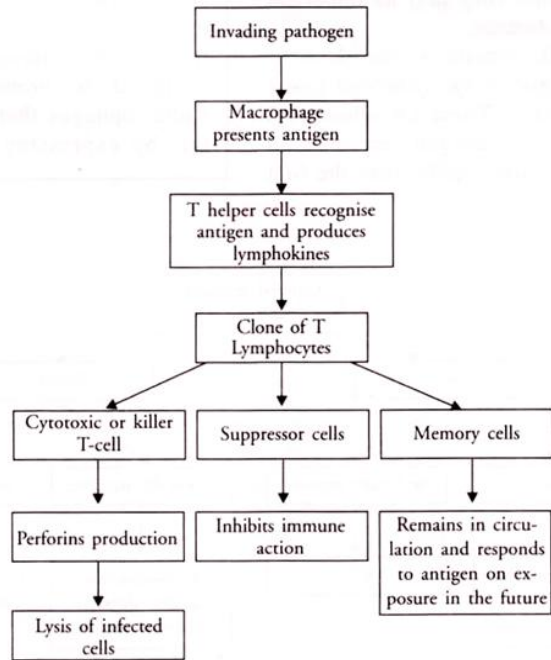 Invading pathogen
Macrophage
presents antigen
T helper cells recognise
antigen and produces
lymphokines
Clone of T
Lymphocytes
Cytotoxic or killer
T-cell
Suppressor cells
Memory cells
Perforins production
Inhibits immune
action
Remains in circu-
lation and responds
to antigen on ex-
posure in the future
Lysis of infected
cells